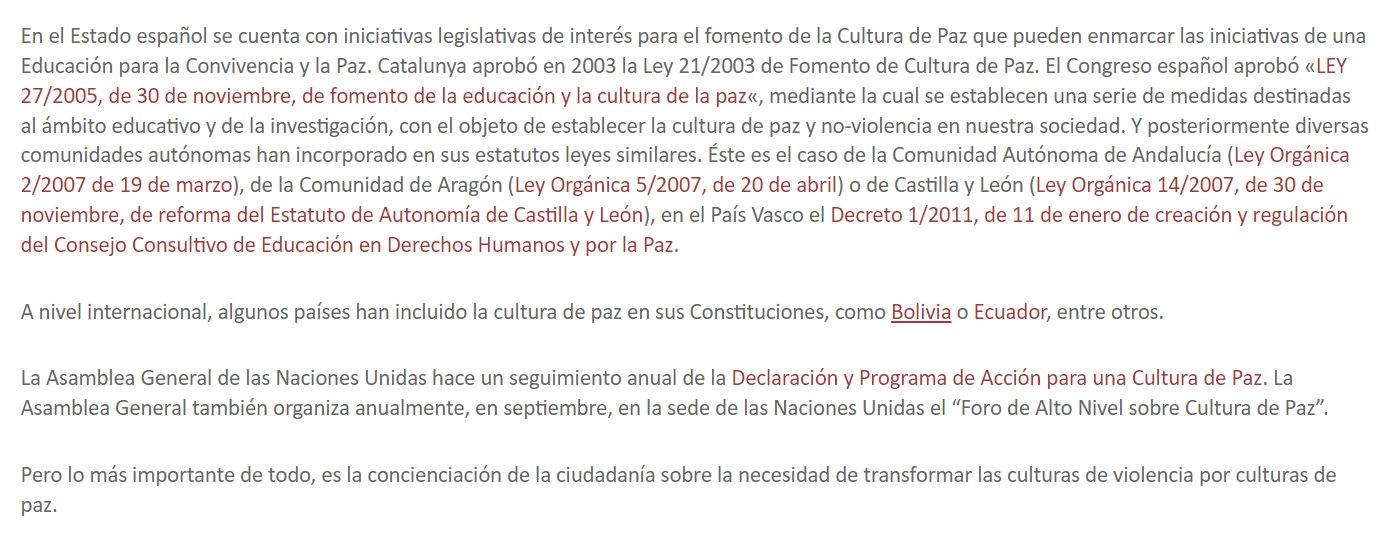 En el Estado español se cuenta con iniciativas legislativas de interés para el fomento de la Cultura de Paz que pueden enmarcar las iniciativas de una
Educación para la Convivencia y la Paz. Catalunya aprobó en 2003 la Ley 21/2003 de Fomento de Cultura de Paz. El Congreso español aprobó «LEY
27/2005, de 30 de noviembre, de fomento de la educación y la cultura de la paz«, mediante la cual se establecen una serie de medidas destinadas
al ámbito educativo y de la investigación, con el objeto de establecer la cultura de paz y no-violencia en nuestra sociedad. Y posteriormente diversas
comunidades autónomas han incorporado en sus estatutos leyes similares. Éste es el caso de la Comunidad Autónoma de Andalucía (Ley Orgánica
2/2007 de 19 de marzo), de la Comunidad de Aragón (Ley Orgánica 5/2007, de 20 de abril) o de Castilla y León (Ley Orgánica 14/2007, de 30 de
noviembre, de reforma del Estatuto de Autonomía de Castilla y León), en el País Vasco el Decreto 1/2011, de 11 de enero de creación y regulación
del Consejo Consultivo de Educación en Derechos Humanos y por la Paz.
A nivel internacional, algunos países han incluido la cultura de paz en sus Constituciones, como Bolivia o Ecuador, entre otros.
La Asamblea General de las Naciones Unidas hace un seguimiento anual de la Declaración y Programa de Acción para una Cultura de Paz. La
Asamblea General también organiza anualmente, en septiembre, en la sede de las Naciones Unidas el “Foro de Alto Nivel sobre Cultura de Paz”.
Pero lo más importante de todo, es la concienciación de la ciudadanía sobre la necesidad de transformar las culturas de violencia por culturas de
paz.